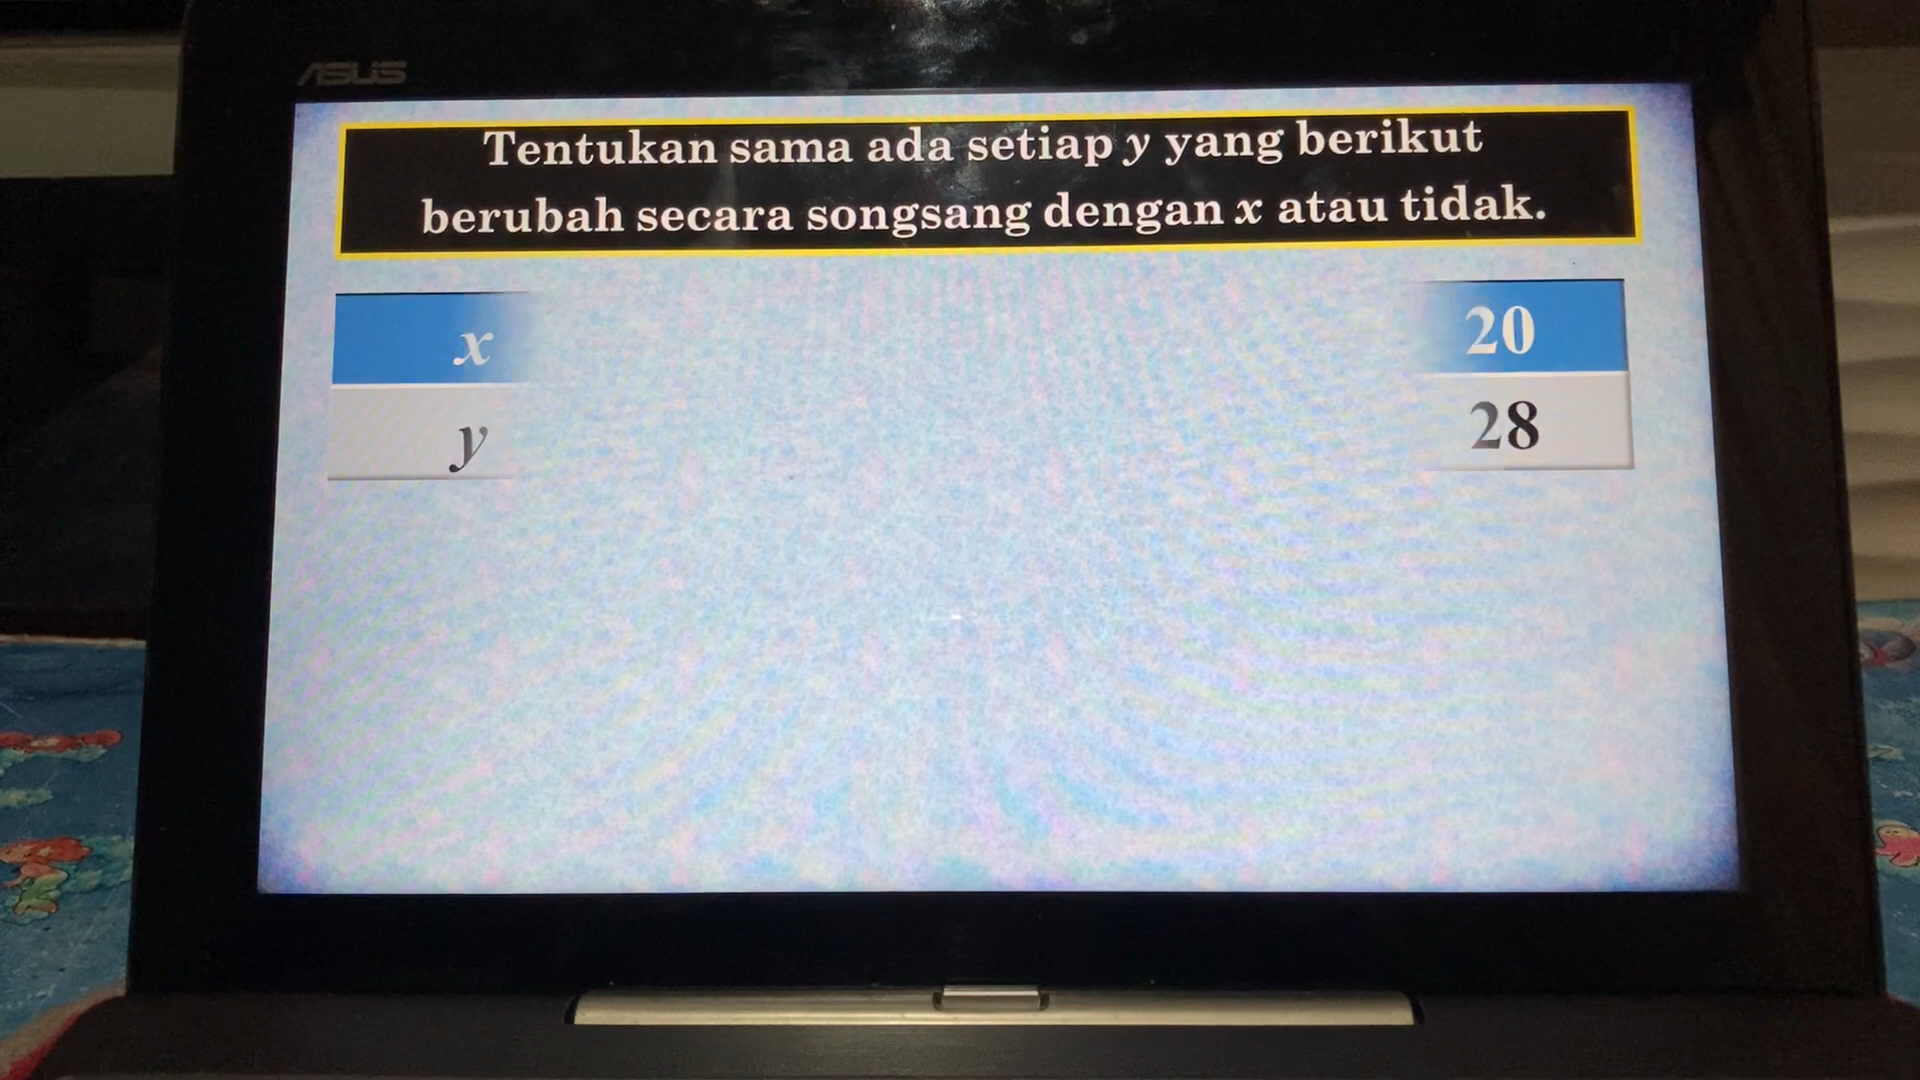 ASUS
Tentukan sama ada setiap y yang berikut
berubah secara songsang dengan x atau tidak.
x 20
y 28